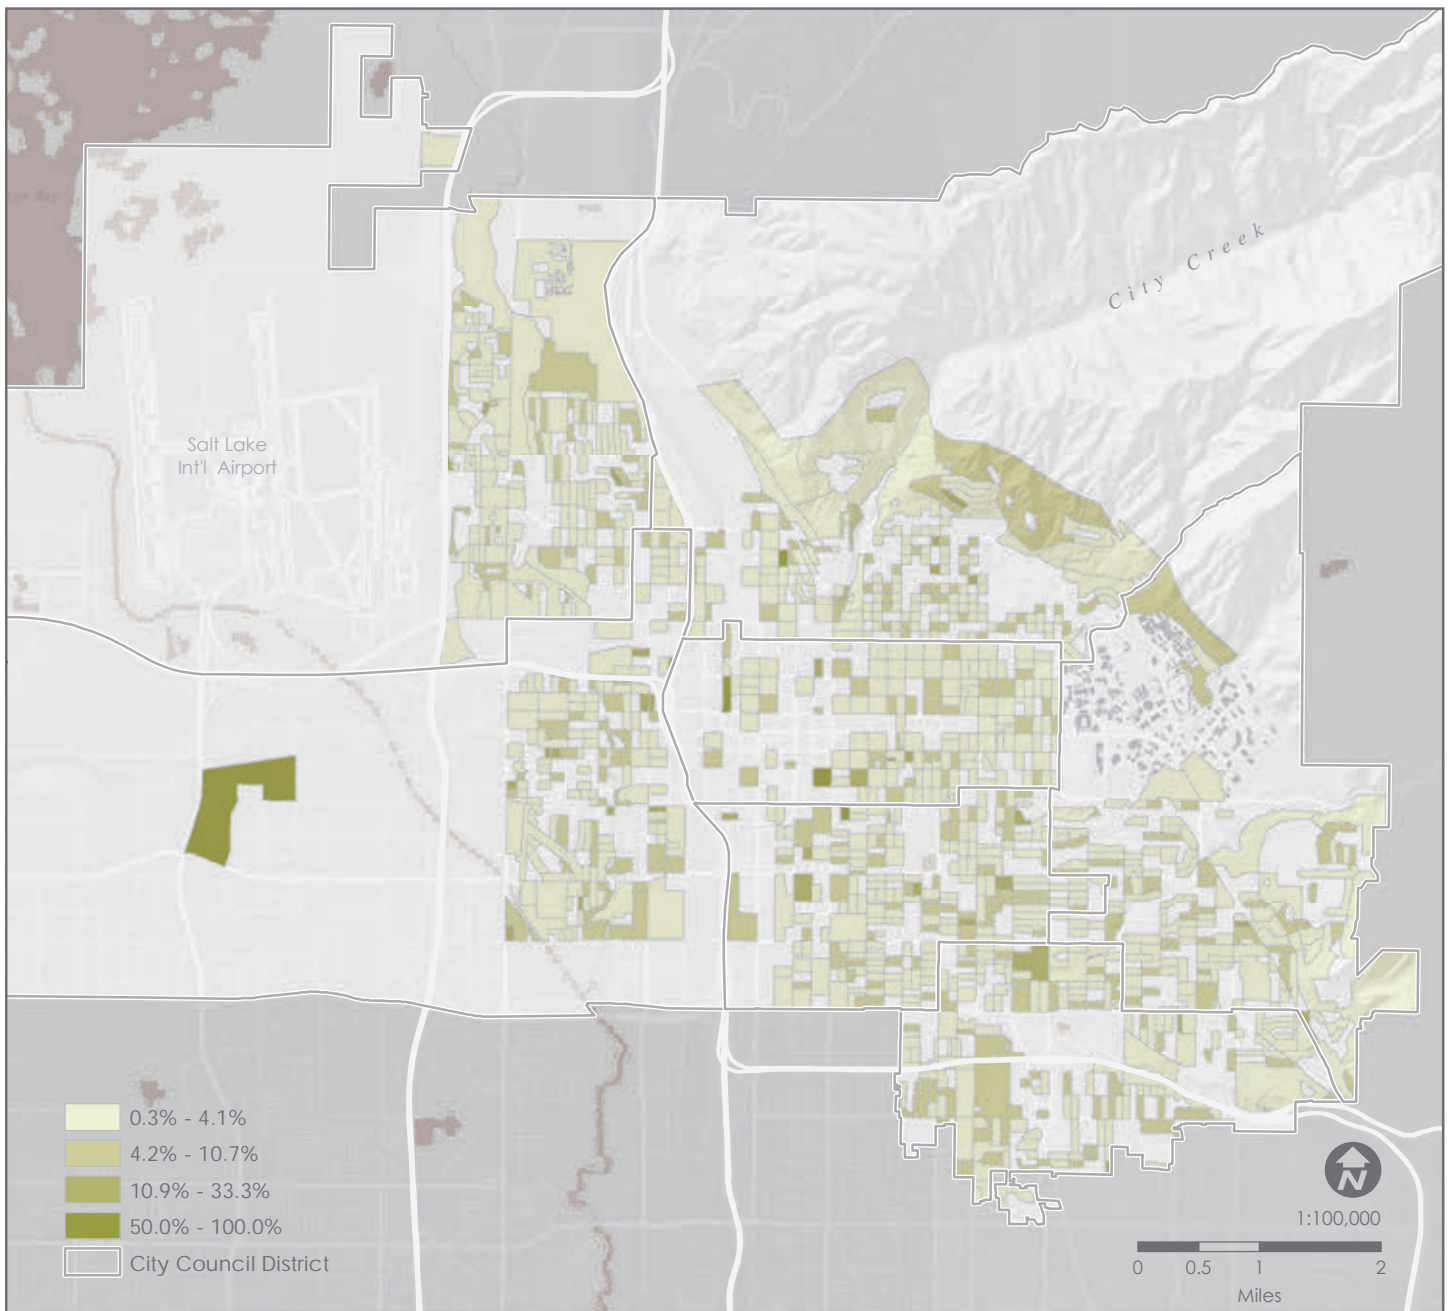 City Creek
Salt Lake
Int'l Airport
0.3% - 4.1%
4.2% - 10.7%
10.9% - 33.3%
50.0% - 100.0%
City Council District
N
1:100,000
0 0.5 1 2
Miles